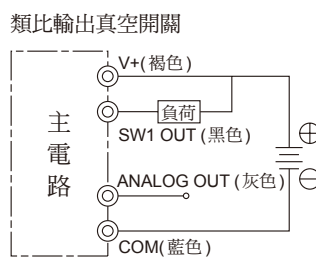 類比輸出真空開關
V+(褐色)
主電路
負荷
SW1 OUT (黑色)
ANALOG OUT (灰色)
COM(藍色)